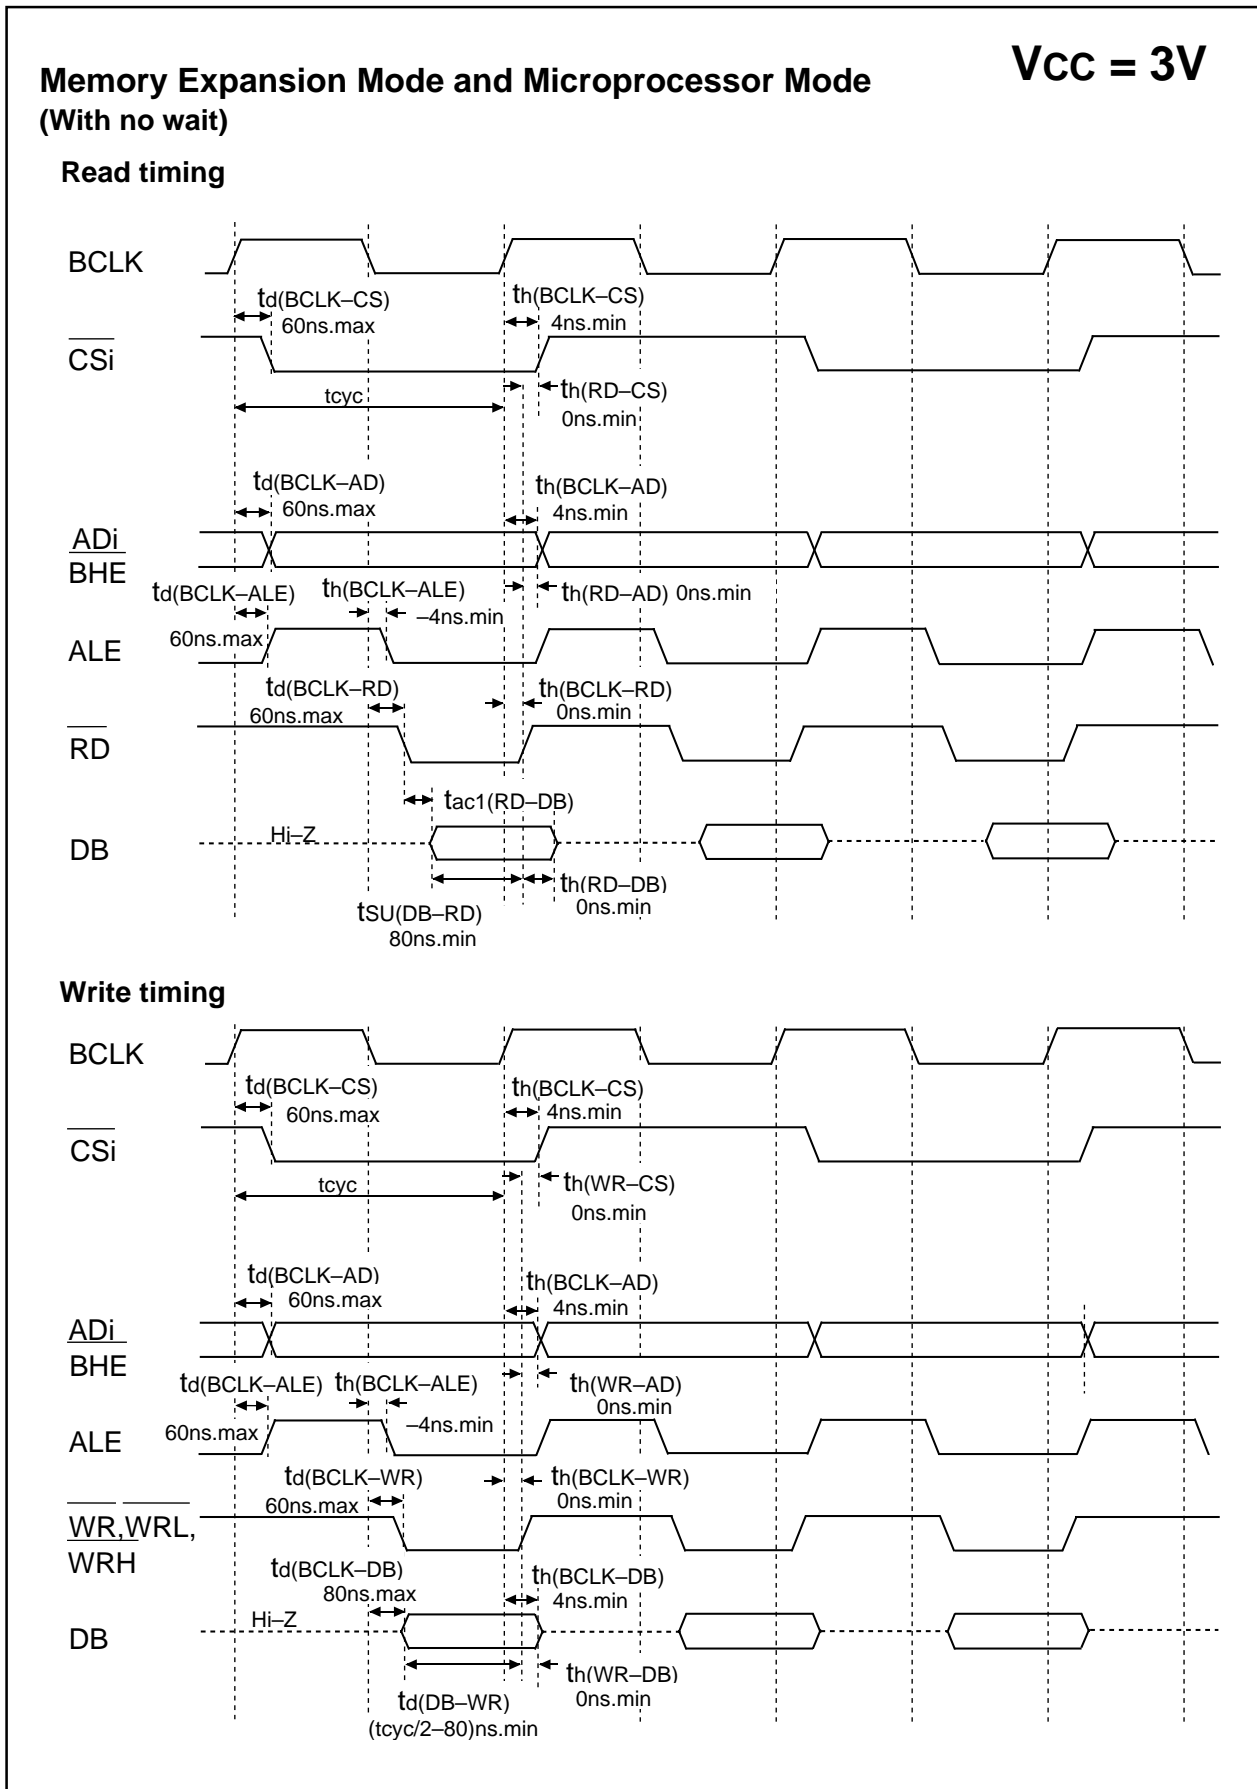 VCC = 3V
Memory Expansion Mode and Microprocessor Mode
(With no wait)
Read timing
BCLK
td(BCLK–CS)
60ns.max
th(BCLK–CS)
4ns.min
CSi
tcyc
th(RD–CS)
0ns.min
td(BCLK–AD)
60ns.max
th(BCLK–AD)
4ns.min
ADi
BHE
td(BCLK–ALE)
60ns.max
th(BCLK–ALE)
–4ns.min
th(RD–AD) 0ns.min
ALE
td(BCLK–RD)
60ns.max
th(BCLK–RD)
0ns.min
RD
tac1(RD–DB)
Hi–Z
DB
th(RD–DB)
0ns.min
tSU(DB–RD)
80ns.min
Write timing
BCLK
td(BCLK–CS)
60ns.max
th(BCLK–CS)
4ns.min
CSi
tcyc
th(WR–CS)
0ns.min
td(BCLK–AD)
60ns.max
th(BCLK–AD)
4ns.min
ADi
BHE
td(BCLK–ALE)
60ns.max
th(BCLK–ALE)
–4ns.min
th(WR–AD)
0ns.min
ALE
td(BCLK–WR)
60ns.max
th(BCLK–WR)
0ns.min
WR,WRL,
WRH
td(BCLK–DB)
80ns.max
th(BCLK–DB)
4ns.min
Hi–Z
DB
th(WR–DB)
0ns.min
td(DB–WR)
(tcyc/2–80)ns.min